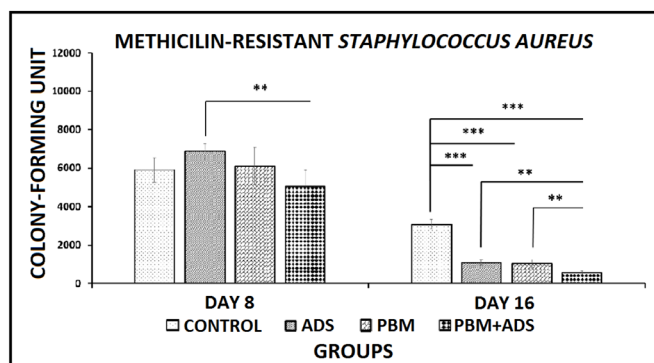 METHICILIN-RESISTANT STAPHYLOCOCCUS AUREUS
COLONY-FORMING UNIT
12000
10000
8000
6000
4000
2000
0
**
***
***
***
**
**
DAY 8
DAY 16
CONTROL ADS PBM PBM+ADS
GROUPS